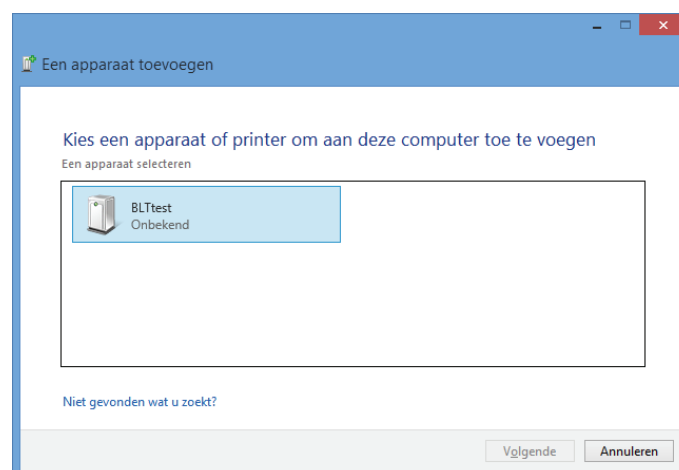 Een apparaat toevoegen
Kies een apparaat of printer om aan deze computer toe te voegen
Een apparaat selecteren
BLTtest
Onbekend
Niet gevonden wat u zoekt?
Volgende Annuleren